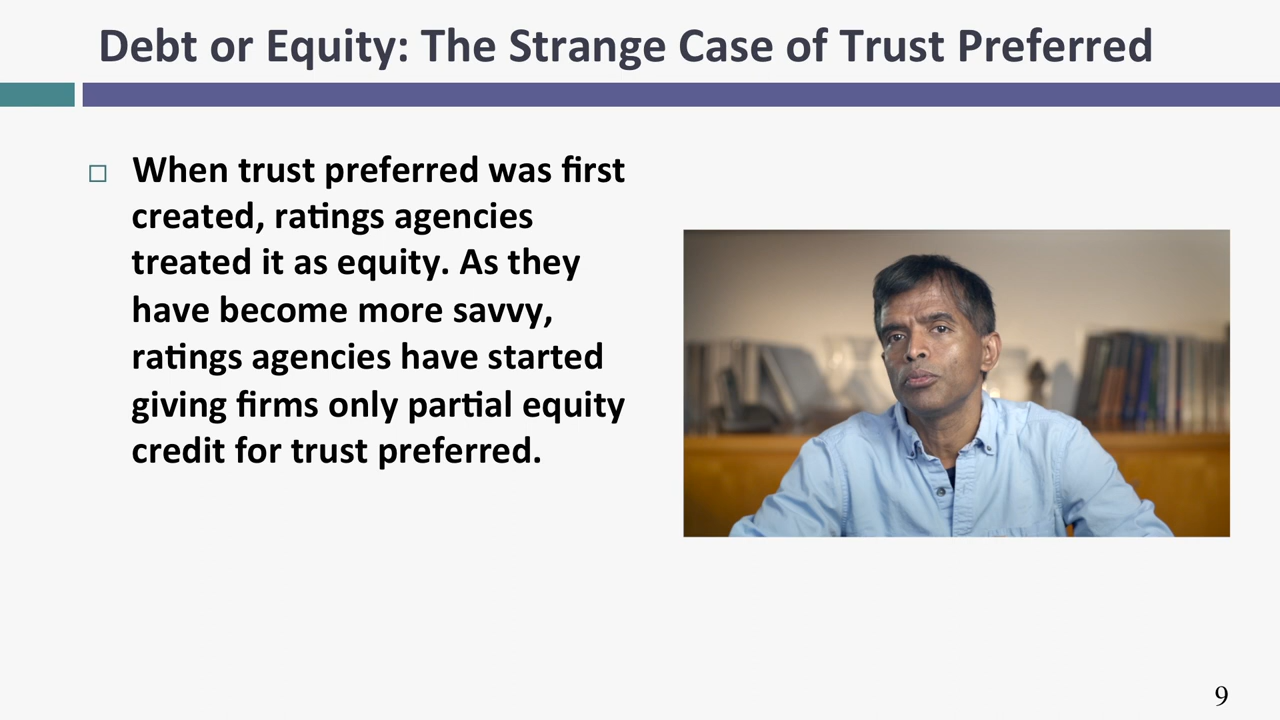 Debt or Equity: The Strange Case of Trust Preferred
When trust preferred was first
created, ratings agencies
treated it as equity. As they
have become more savvy,
ratings agencies have started
giving firms only partial equity
credit for trust preferred.
9